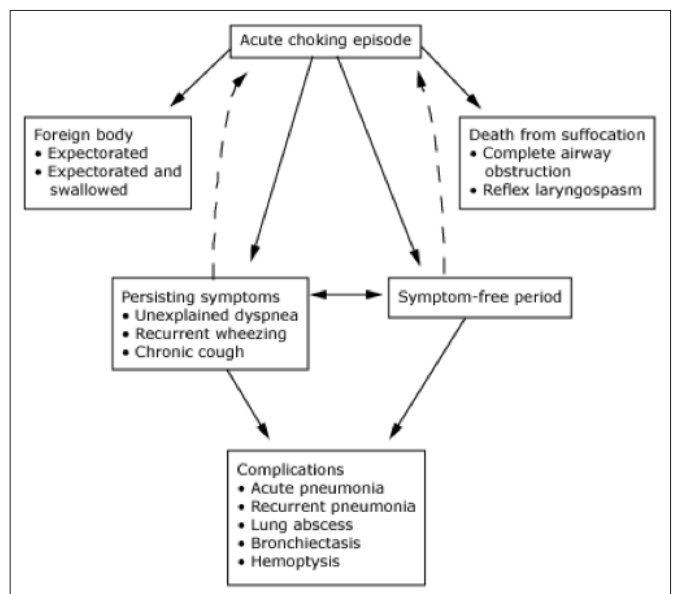 Acute choking episode
Foreign body
• Expectorated
• Expectorated and
swallowed
Death from suffocation
• Complete airway
obstruction
• Reflex laryngospasm
Persisting symptoms
• Unexplained dyspnea
• Recurrent wheezing
• Chronic cough
Symptom-free period
Complications
• Acute pneumonia
• Recurrent pneumonia
• Lung abscess
• Bronchiectasis
• Hemoptysis